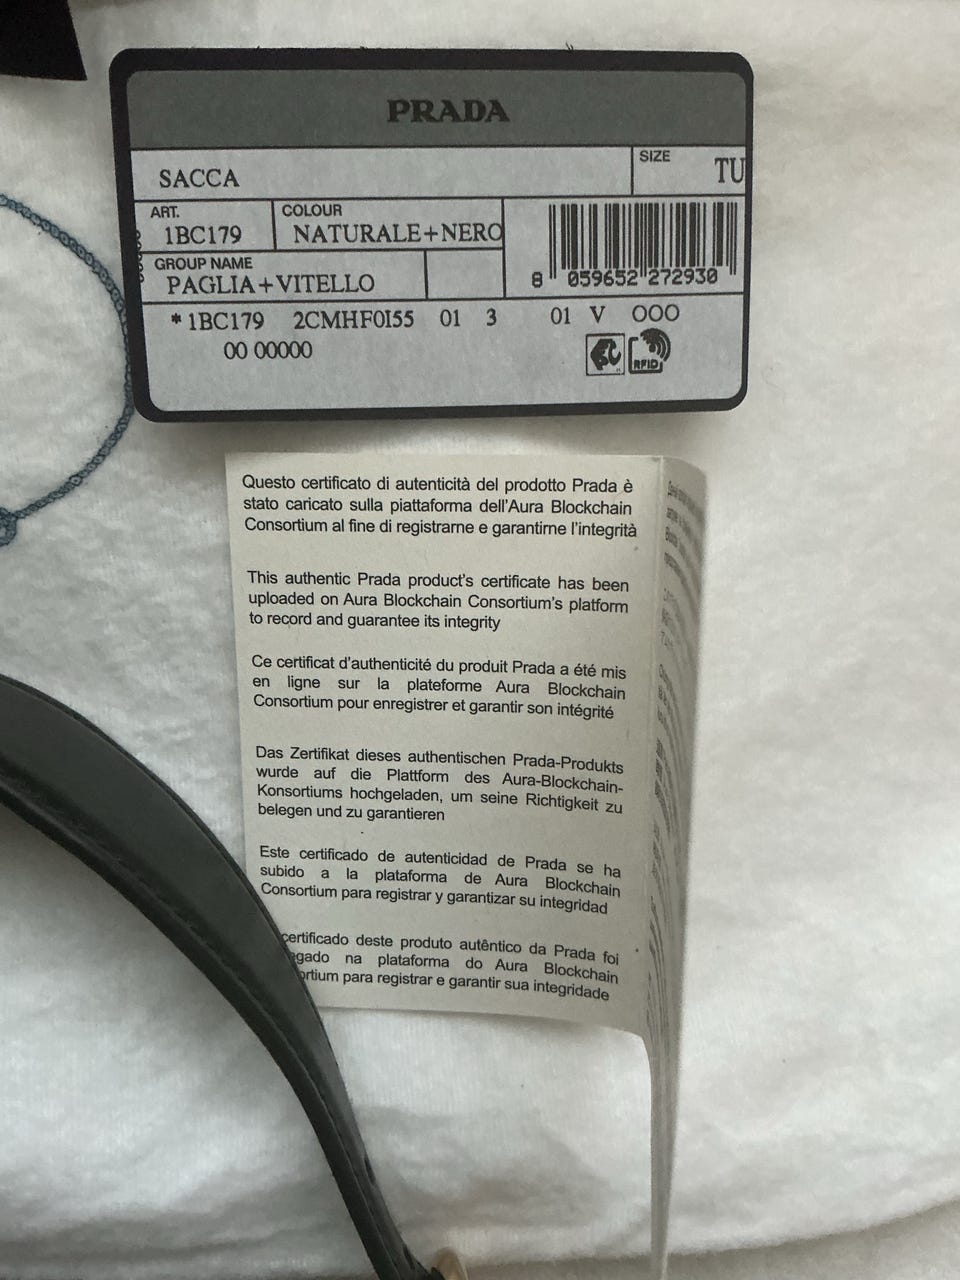 PRADA
SACCA
SIZE
TU
ART.
1BC179
COLOUR
NATURALE+NERO
GROUP NAME
PAGLIA+VITELLO
8 059652 272930
*1BC179 2CMHF0I55 01 3 01 V OOO
00 00000
RFID
Questo certificato di autenticità del prodotto Prada è
stato caricato sulla piattaforma dell'Aura Blockchain
Consortium al fine di registrarne e garantirne l'integrità
This authentic Prada product's certificate has been
uploaded on Aura Blockchain Consortium's platform
to record and guarantee its integrity
Ce certificat d'authenticité du produit Prada a été mis
en ligne sur la plateforme Aura Blockchain
Consortium pour enregistrer et garantir son intégrité
Das Zertifikat dieses authentischen Prada-Produkts
wurde auf die Plattform des Aura-Blockchain-
Konsortiums hochgeladen, um seine Richtigkeit zu
belegen und zu garantieren
Este certificado de autenticidad de Prada se ha
subido a la plataforma de Aura Blockchain
Consortium para registrar y garantizar su integridad
certificado deste produto autêntico da Prada foi
na plataforma do Aura Blockchain
para registrar e garantir sua integridade